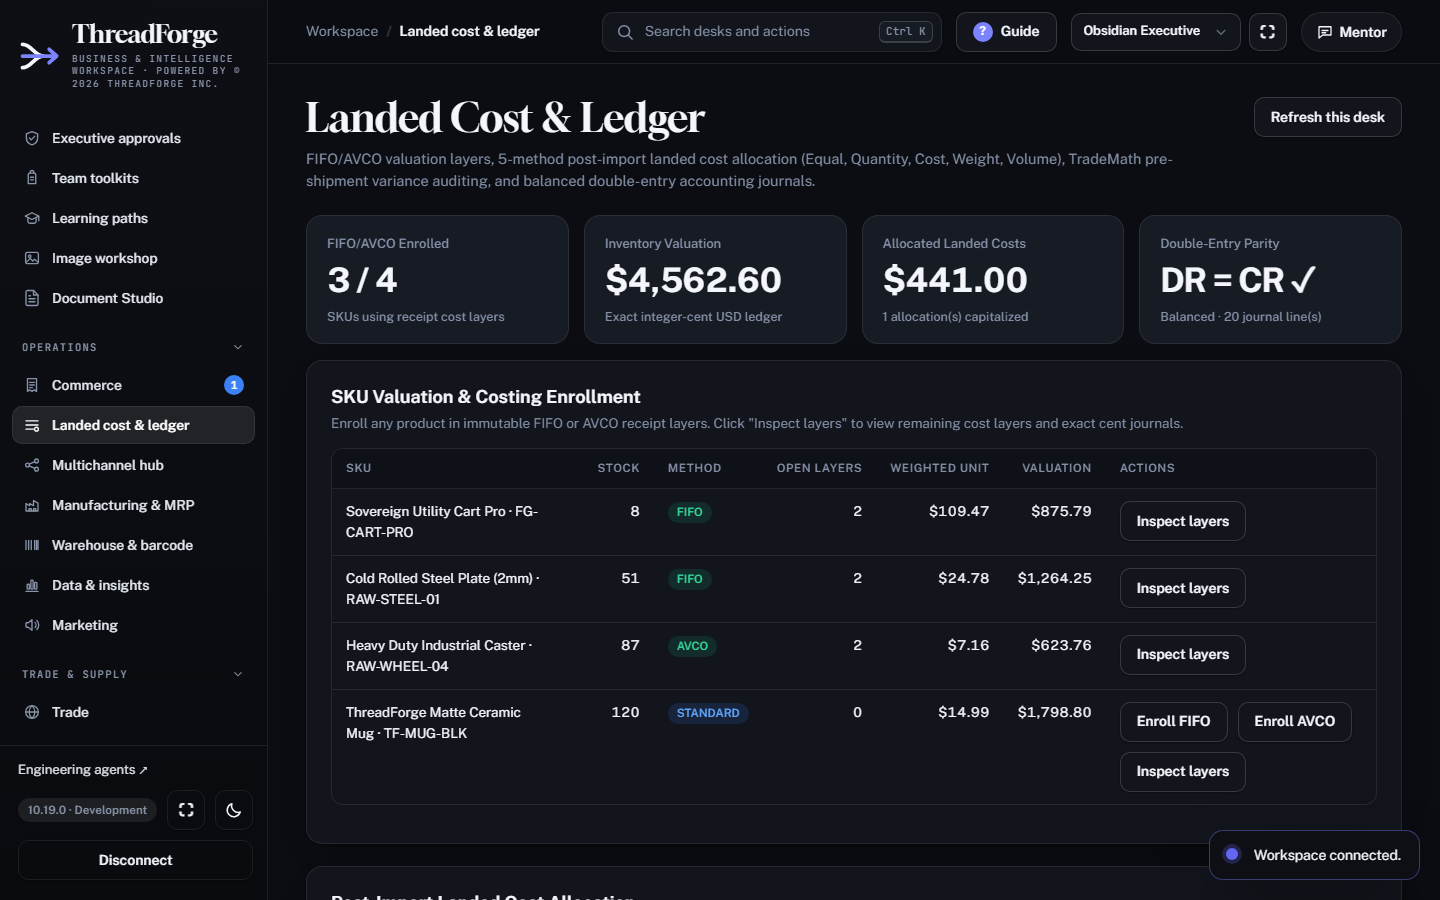 ThreadForge
BUSINESS & INTELLIGENCE
WORKSPACE · POWERED BY ©
2026 THREADFORGE INC.
Executive approvals
Team toolkits
Learning paths
Image workshop
Document Studio
OPERATIONS
Commerce 1
Landed cost & ledger
Multichannel hub
Manufacturing & MRP
Warehouse & barcode
Data & insights
Marketing
TRADE & SUPPLY
Trade
Engineering agents ↗
10.19.0 · Development
Disconnect
Workspace / Landed cost & ledger
Search desks and actions Ctrl K
? Guide
Obsidian Executive
Mentor
Landed Cost & Ledger
Refresh this desk
FIFO/AVCO valuation layers, 5-method post-import landed cost allocation (Equal, Quantity, Cost, Weight, Volume), TradeMath pre-
shipment variance auditing, and balanced double-entry accounting journals.
FIFO/AVCO Enrolled
3 / 4
SKUs using receipt cost layers
Inventory Valuation
$4,562.60
Exact integer-cent USD ledger
Allocated Landed Costs
$441.00
1 allocation(s) capitalized
Double-Entry Parity
DR = CR ✓
Balanced · 20 journal line(s)
SKU Valuation & Costing Enrollment
Enroll any product in immutable FIFO or AVCO receipt layers. Click "Inspect layers" to view remaining cost layers and exact cent journals.
SKU STOCK METHOD OPEN LAYERS WEIGHTED UNIT VALUATION ACTIONS
Sovereign Utility Cart Pro · FG- 8 FIFO 2 $109.47 $875.79 Inspect layers
CART-PRO
Cold Rolled Steel Plate (2mm) · 51 FIFO 2 $24.78 $1,264.25 Inspect layers
RAW-STEEL-01
Heavy Duty Industrial Caster · 87 AVCO 2 $7.16 $623.76 Inspect layers
RAW-WHEEL-04
ThreadForge Matte Ceramic 120 STANDARD 0 $14.99 $1,798.80 Enroll FIFO Enroll AVCO
Mug · TF-MUG-BLK
Inspect layers
Workspace connected.
Post-Import Landed Cost Allocation